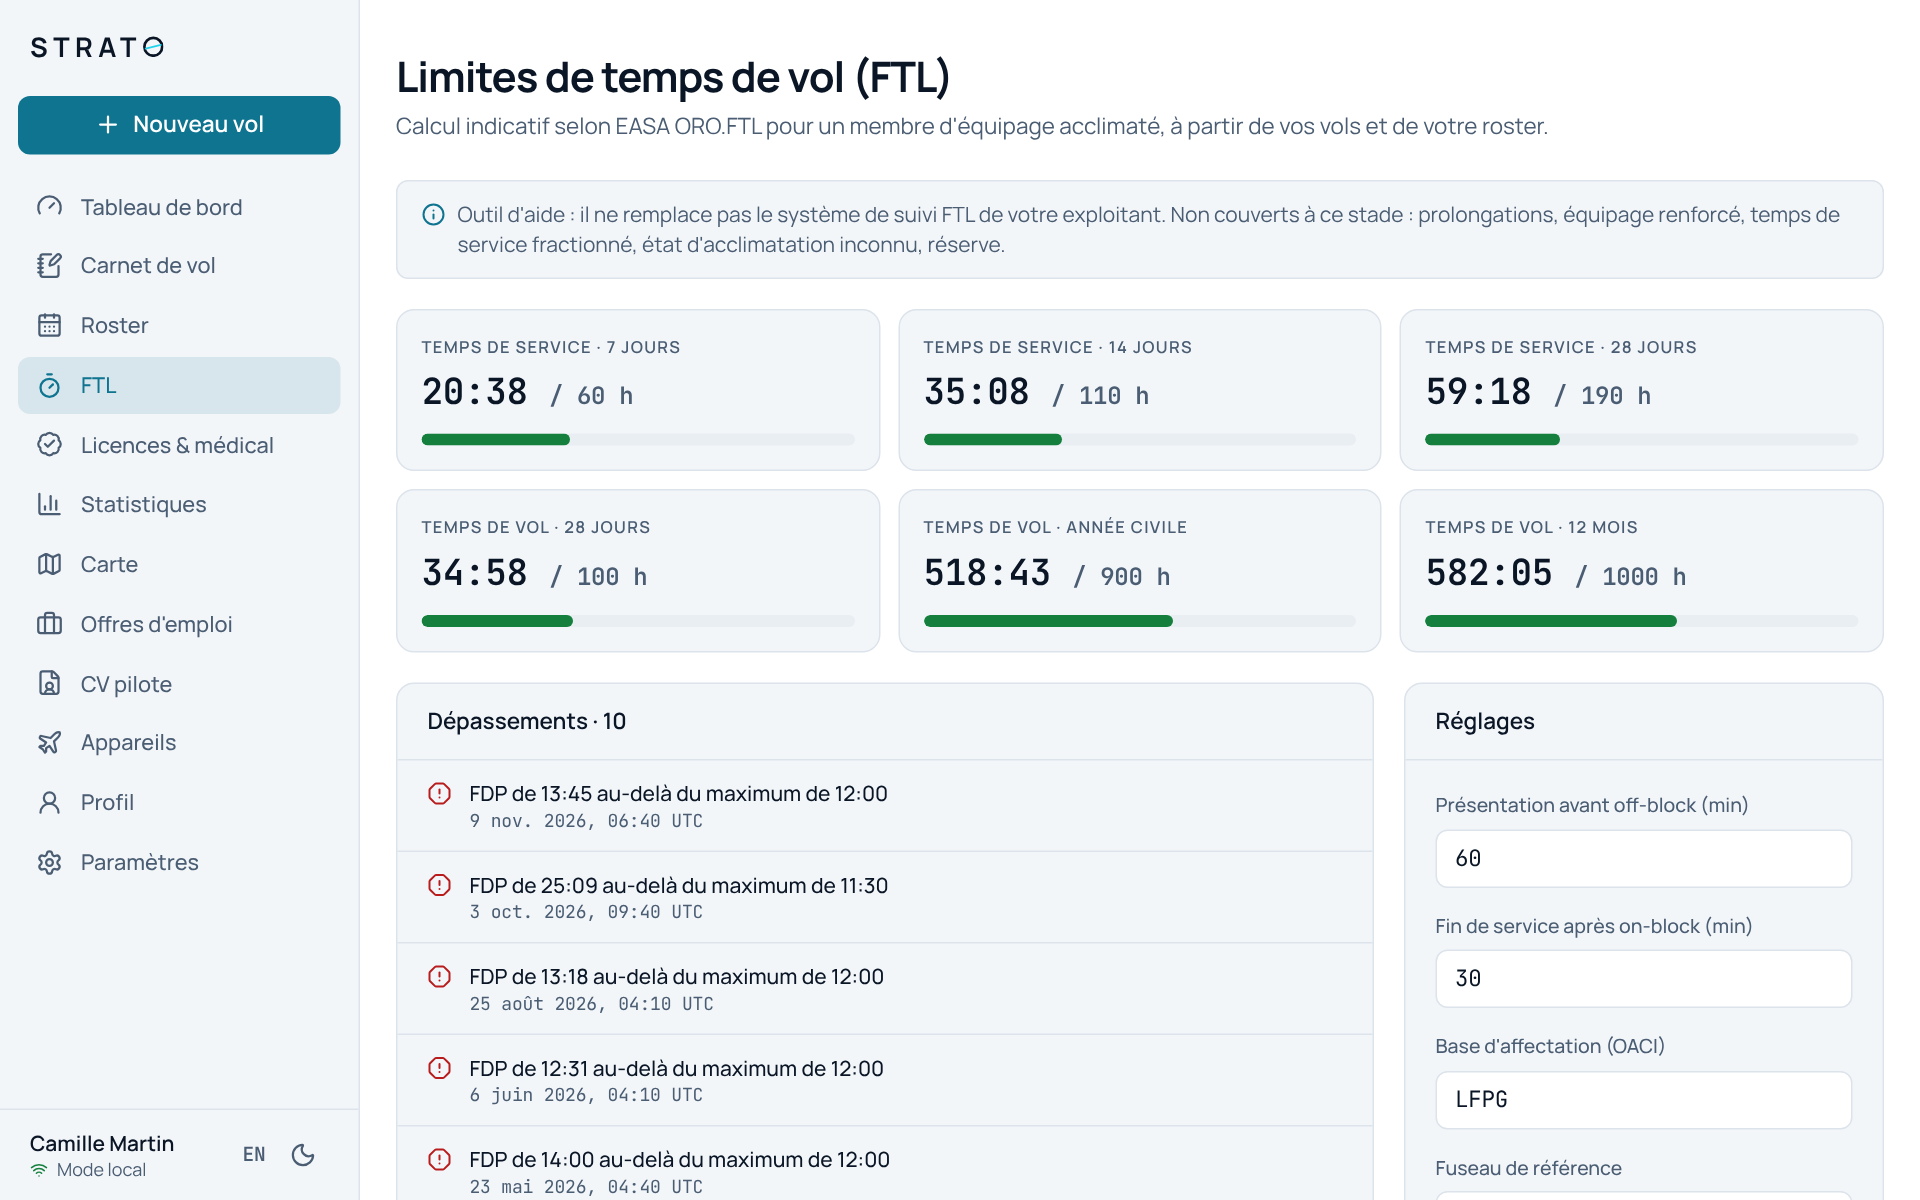 STRATO
Nouveau vol
Tableau de bord
Carnet de vol
Roster
FTL
Licences & médical
Statistiques
Carte
Offres d'emploi
CV pilote
Appareils
Profil
Paramètres
Camille Martin
Mode local
EN
Limites de temps de vol (FTL)
Calcul indicatif selon EASA ORO.FTL pour un membre d'équipage acclimaté, à partir de vos vols et de votre roster.
Outil d'aide : il ne remplace pas le système de suivi FTL de votre exploitant. Non couverts à ce stade : prolongations, équipage renforcé, temps de
service fractionné, état d'acclimatation inconnu, réserve.
TEMPS DE SERVICE · 7 JOURS
20:38 / 60 h
TEMPS DE SERVICE · 14 JOURS
35:08 / 110 h
TEMPS DE SERVICE · 28 JOURS
59:18 / 190 h
TEMPS DE VOL · 28 JOURS
34:58 / 100 h
TEMPS DE VOL · ANNÉE CIVILE
518:43 / 900 h
TEMPS DE VOL · 12 MOIS
582:05 / 1000 h
Dépassements · 10
FDP de 13:45 au-delà du maximum de 12:00
9 nov. 2026, 06:40 UTC
FDP de 25:09 au-delà du maximum de 11:30
3 oct. 2026, 09:40 UTC
FDP de 13:18 au-delà du maximum de 12:00
25 août 2026, 04:10 UTC
FDP de 12:31 au-delà du maximum de 12:00
6 juin 2026, 04:10 UTC
FDP de 14:00 au-delà du maximum de 12:00
23 mai 2026, 04:40 UTC
Réglages
Présentation avant off-block (min)
60
Fin de service après on-block (min)
30
Base d'affectation (OACI)
LFPG
Fuseau de référence